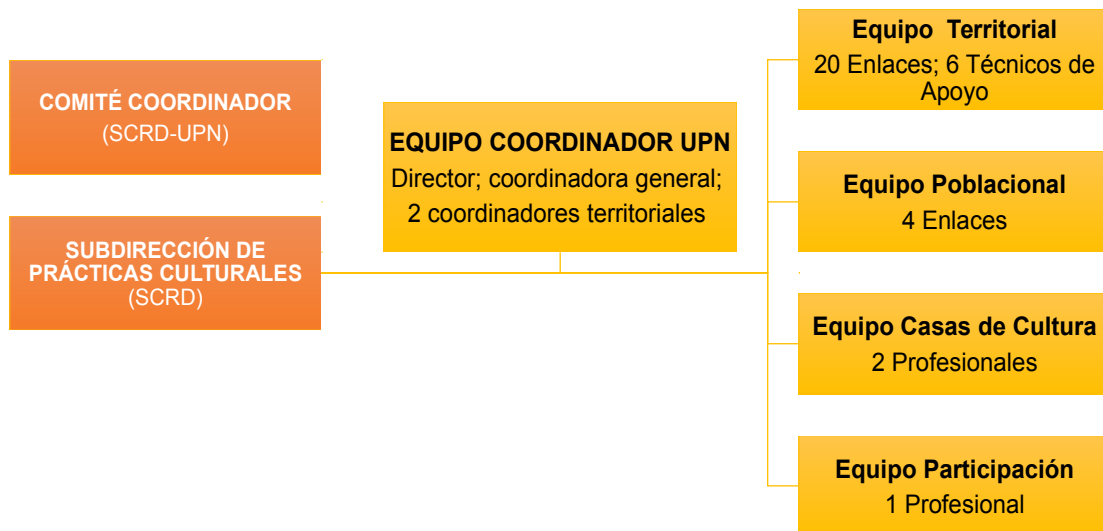 COMITÉ COORDINADOR
(SCRD-UPN)
SUBDIRECCIÓN DE
PRÁCTICAS CULTURALES
(SCRD)
EQUIPO COORDINADOR UPN
Director; coordinadora general;
2 coordinadores territoriales
Equipo Territorial
20 Enlaces; 6 Técnicos de
Apoyo
Equipo Poblacional
4 Enlaces
Equipo Casas de Cultura
2 Profesionales
Equipo Participación
1 Profesional